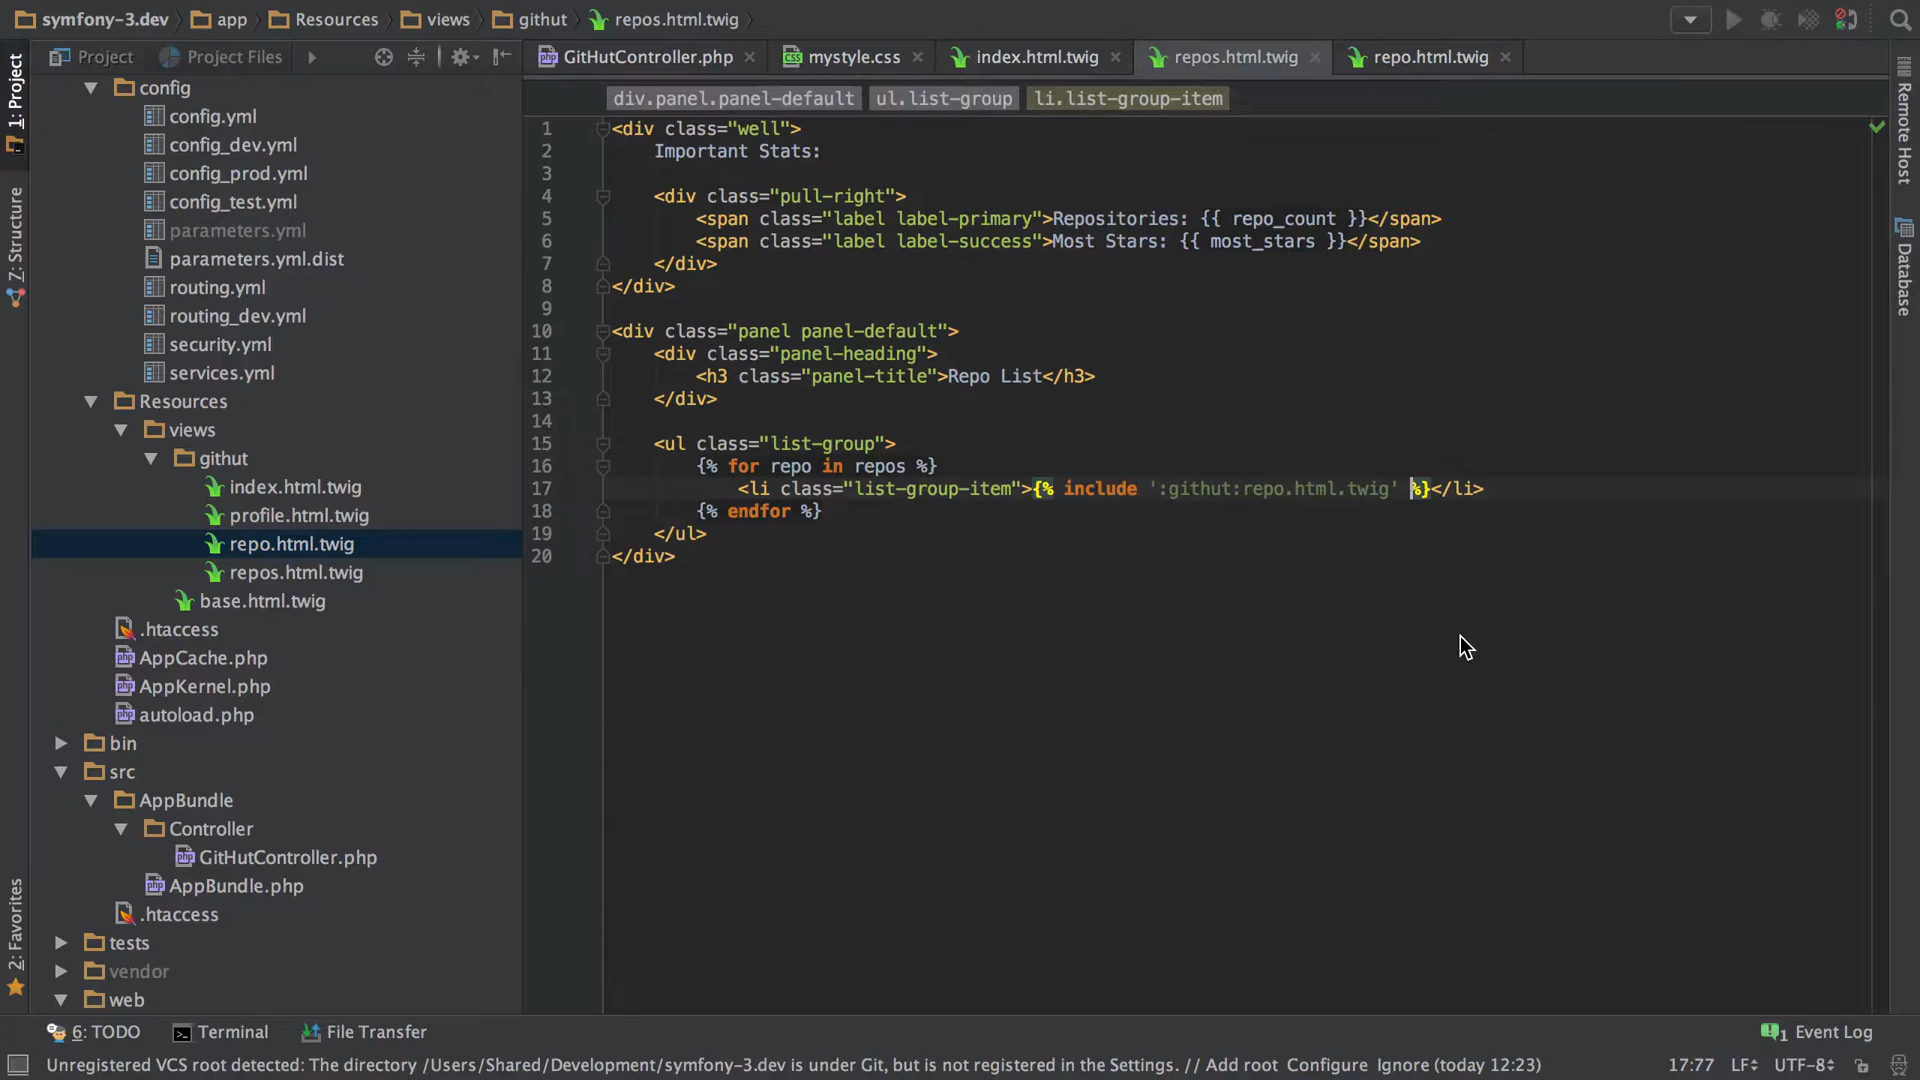 symfony-3.dev app Resources views githut repos.html.twig
1: Project
Z: Structure
2: Favorites
Project Project Files
config
config.yml
config_dev.yml
config_prod.yml
config_test.yml
parameters.yml
parameters.yml.dist
routing.yml
routing_dev.yml
security.yml
services.yml
Resources
views
githut
index.html.twig
profile.html.twig
repo.html.twig
repos.html.twig
base.html.twig
.htaccess
AppCache.php
AppKernel.php
autoload.php
bin
src
AppBundle
Controller
GitHutController.php
AppBundle.php
.htaccess
tests
vendor
web
GitHutController.php mystyle.css index.html.twig repos.html.twig repo.html.twig
div.panel.panel-default ul.list-group li.list-group-item
1 <div class="well">
2 Important Stats:
3
4 <div class="pull-right">
5 <span class="label label-primary">Repositories: {{ repo_count }}</span>
6 <span class="label label-success">Most Stars: {{ most_stars }}</span>
7 </div>
8 </div>
9
10 <div class="panel panel-default">
11 <div class="panel-heading">
12 <h3 class="panel-title">Repo List</h3>
13 </div>
14
15 <ul class="list-group">
16 {% for repo in repos %}
17 <li class="list-group-item">{% include ':githut:repo.html.twig' %}</li>
18 {% endfor %}
19 </ul>
20 </div>
Remote Host
Database
6: TODO Terminal File Transfer 1 Event Log
Unregistered VCS root detected: The directory /Users/Shared/Development/symfony-3.dev is under Git, but is not registered in the Settings. // Add root Configure Ignore (today 12:23) 17:77 LF UTF-8